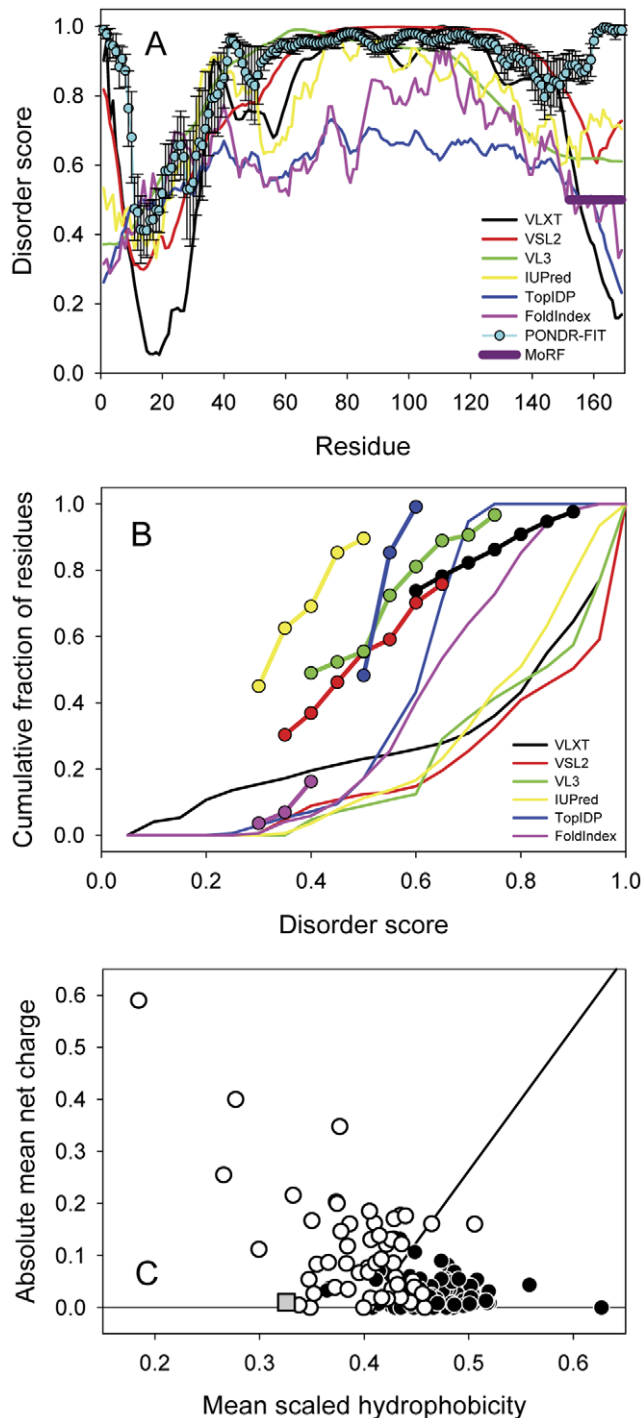 A
1.0
0.8
0.6
0.4
0.2
0.0
Disorder score
VLXT
VSL2
VL3
IUPred
TopIDP
FoldIndex
PONDR-FIT
MoRF
0 20 40 60 80 100 120 140 160
Residue
B
1.0
0.8
0.6
0.4
0.2
0.0
Cumulative fraction of residues
VLXT
VSL2
VL3
IUPred
TopIDP
FoldIndex
0.0 0.2 0.4 0.6 0.8 1.0
Disorder score
0.6
0.5
0.4
0.3
0.2
0.1
0.0
Absolute mean net charge
C
0.2 0.3 0.4 0.5 0.6
Mean scaled hydrophobicity